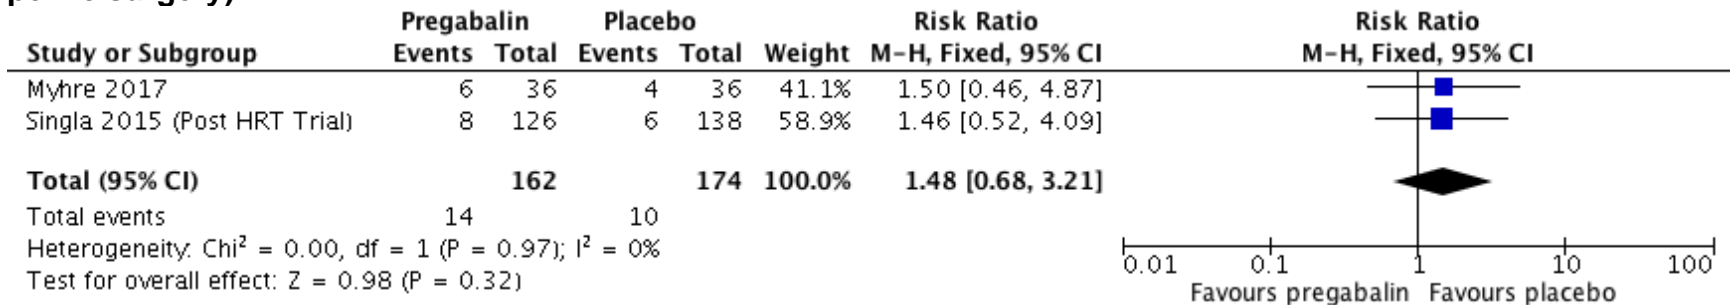 Pregabalin Placebo Risk Ratio Risk Ratio
Study or Subgroup Events Total Events Total Weight M-H, Fixed, 95% CI M-H, Fixed, 95% CI
Myhre 2017 6 36 4 36 41.1% 1.50 [0.46, 4.87]
Singla 2015 (Post HRT Trial) 8 126 6 138 58.9% 1.46 [0.52, 4.09]
Total (95% CI) 162 174 100.0% 1.48 [0.68, 3.21]
Total events 14 10
Heterogeneity: Chi² = 0.00, df = 1 (P = 0.97); I² = 0%
Test for overall effect: Z = 0.98 (P = 0.32)
0.01 0.1 1 10 100
Favours pregabalin Favours placebo